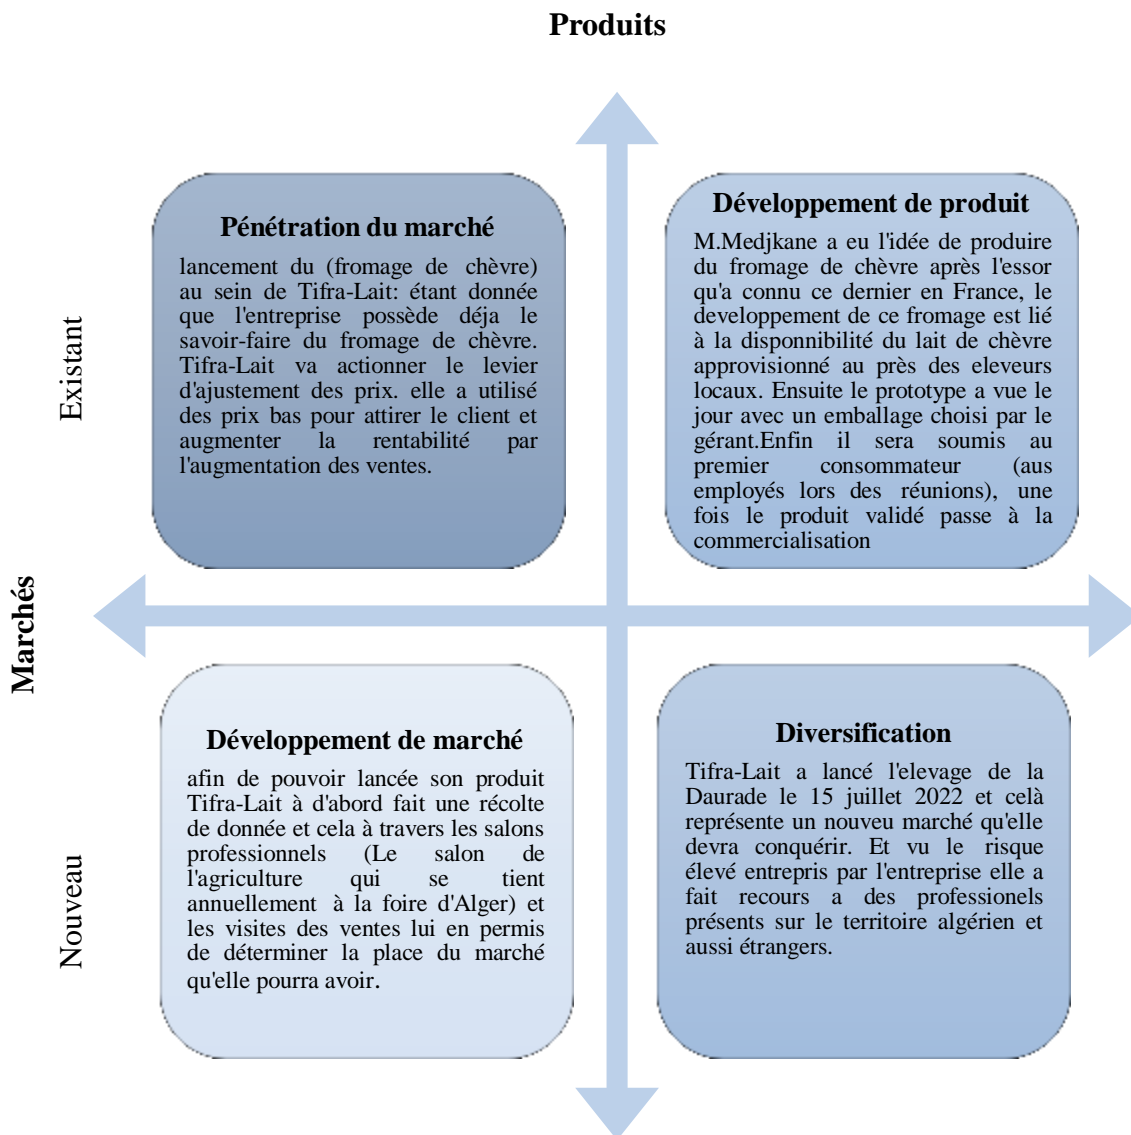 Produits
Existant
Pénétration du marché
lancement du (fromage de chèvre)
au sein de Tifra-Lait: étant donnée
que l'entreprise possède déja le
savoir-faire du fromage de chèvre.
Tifra-Lait va actionner le levier
d'ajustement des prix. elle a utilisé
des prix bas pour attirer le client et
augmenter la rentabilité par
l'augmentation des ventes.
Développement de produit
M.Medjkane a eu l'idée de produire
du fromage de chèvre après l'essor
qu'a connu ce dernier en France, le
developpement de ce fromage est lié
à la disponnibilité du lait de chèvre
approvisionné au près des eleveurs
locaux. Ensuite le prototype a vue le
jour avec un emballage choisi par le
gérant.Enfin il sera soumis au
premier consommateur (aus
employés lors des réunions), une
fois le produit validé passe à la
commercialisation
Marchés
Nouveau
Développement de marché
afin de pouvoir lancée son produit
Tifra-Lait à d'abord fait une récolte
de donnée et cela à travers les salons
professionnels (Le salon de
l'agriculture qui se tient
annuellement à la foire d'Alger) et
les visites des ventes lui en permis
de déterminer la place du marché
qu'elle pourra avoir.
Diversification
Tifra-Lait a lancé l'elevage de la
Daurade le 15 juillet 2022 et celà
représente un nouveu marché qu'elle
devra conquérir. Et vu le risque
élevé entrepris par l'entreprise elle a
fait recours a des professionels
présents sur le territoire algérien et
aussi étrangers.